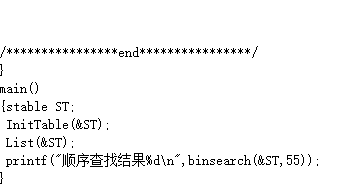 /****************end****************/
}
main()
{stable ST;
InitTable(&ST);
List(&ST);
printf("顺序查找结果%d\n",binsearch(&ST,55));
}